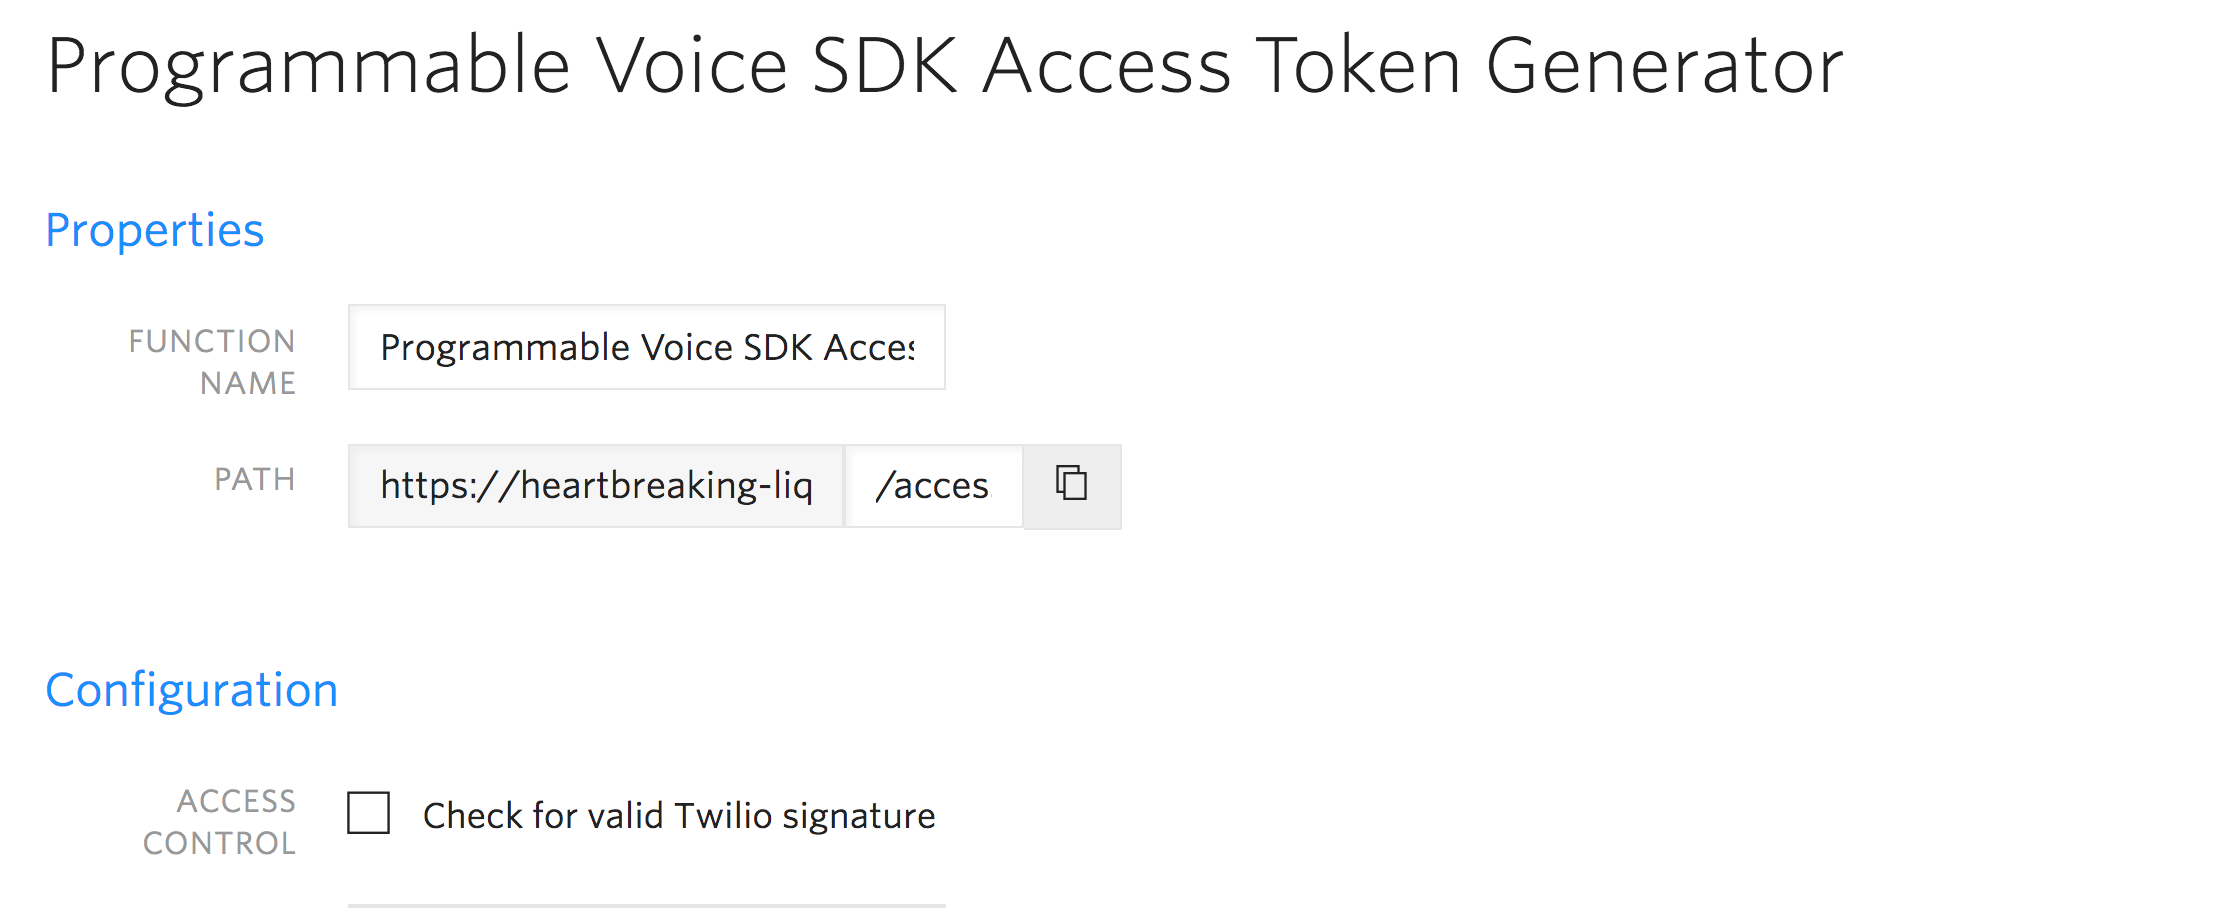 Programmable Voice SDK Access Token Generator
Properties
FUNCTION
NAME
Programmable Voice SDK Acces
PATH
https://heartbreaking-liq
/acces
Configuration
ACCESS
CONTROL
Check for valid Twilio signature